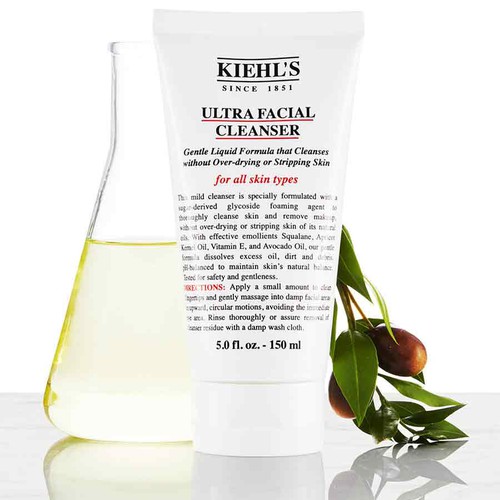 KIEHL'S
SINCE 1851
ULTRA FACIAL
CLEANSER
Gentle Liquid Formula that Cleanses
without Over-drying or Stripping Skin
for all skin types
This mild cleanser is specially formulated with a
sugar-derived glycoside foaming agent to
thoroughly cleanse skin and remove makeup,
without over-drying or stripping skin of its natural
oils. With effective emollients Squalane, Apricot
Kernel Oil, Vitamin E, and Avocado Oil, our gentle
formula dissolves excess oil, dirt and debris.
pH-balanced to maintain skin's natural balance.
Tested for safety and gentleness.
DIRECTIONS: Apply a small amount to clean
fingertips and gently massage into damp facial areas
in upward, circular motions, avoiding the immediate
eye area. Rinse thoroughly or assure removal of
cleanser residue with a damp wash cloth.
5.0 fl. oz. - 150 ml